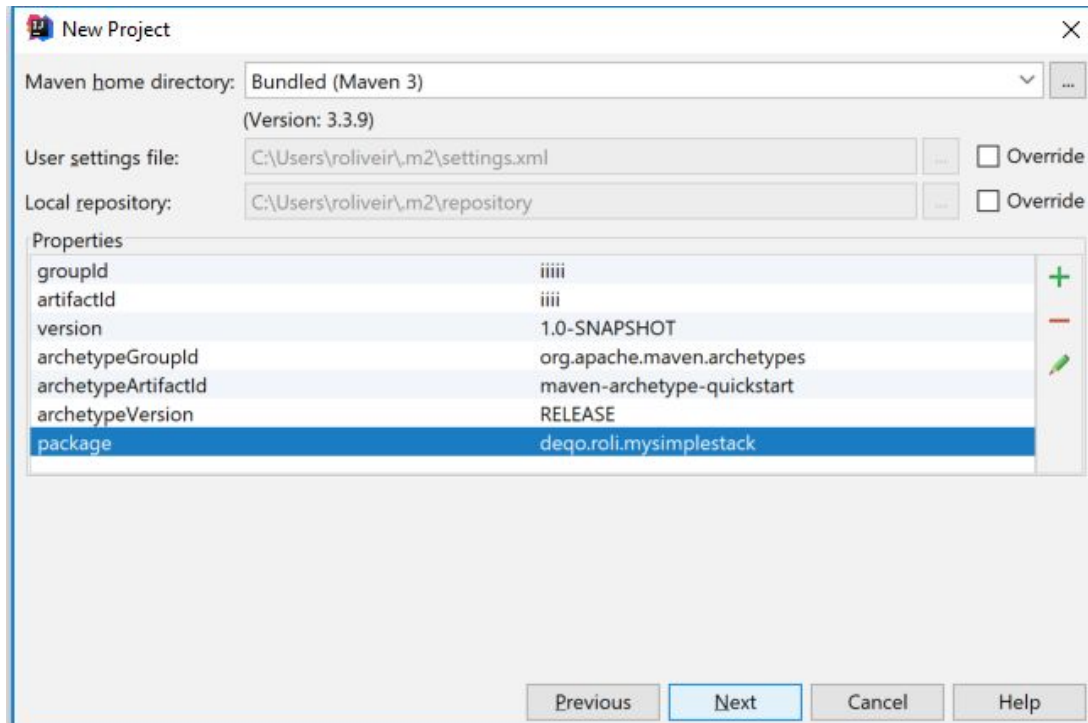 New Project
Maven home directory: Bundled (Maven 3) ...
(Version: 3.3.9)
User settings file: C:\Users\roliveir\.m2\settings.xml ... Override
Local repository: C:\Users\roliveir\.m2\repository ... Override
Properties
groupId iiiii
artifactId iiii
version 1.0-SNAPSHOT
archetypeGroupId org.apache.maven.archetypes
archetypeArtifactId maven-archetype-quickstart
archetypeVersion RELEASE
package deqo.roli.mysimplestack
Previous Next Cancel Help